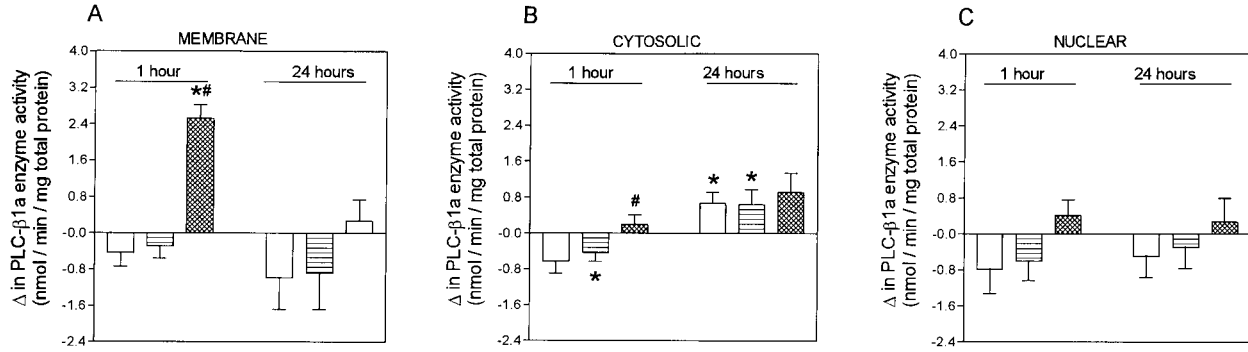 A
MEMBRANE
Δ in PLC-β1a enzyme activity
(nmol / min / mg total protein)
4.0
3.2
2.4
1.6
0.8
-0.0
-0.8
-1.6
-2.4
1 hour
24 hours
*#
B
CYTOSOLIC
Δ in PLC-β1a enzyme activity
(nmol / min / mg total protein)
4.0
3.2
2.4
1.6
0.8
-0.0
-0.8
-1.6
-2.4
1 hour
24 hours
*
#
*
*
C
NUCLEAR
Δ in PLC-β1a enzyme activity
(nmol / min / mg total protein)
4.0
3.2
2.4
1.6
0.8
-0.0
-0.8
-1.6
-2.4
1 hour
24 hours